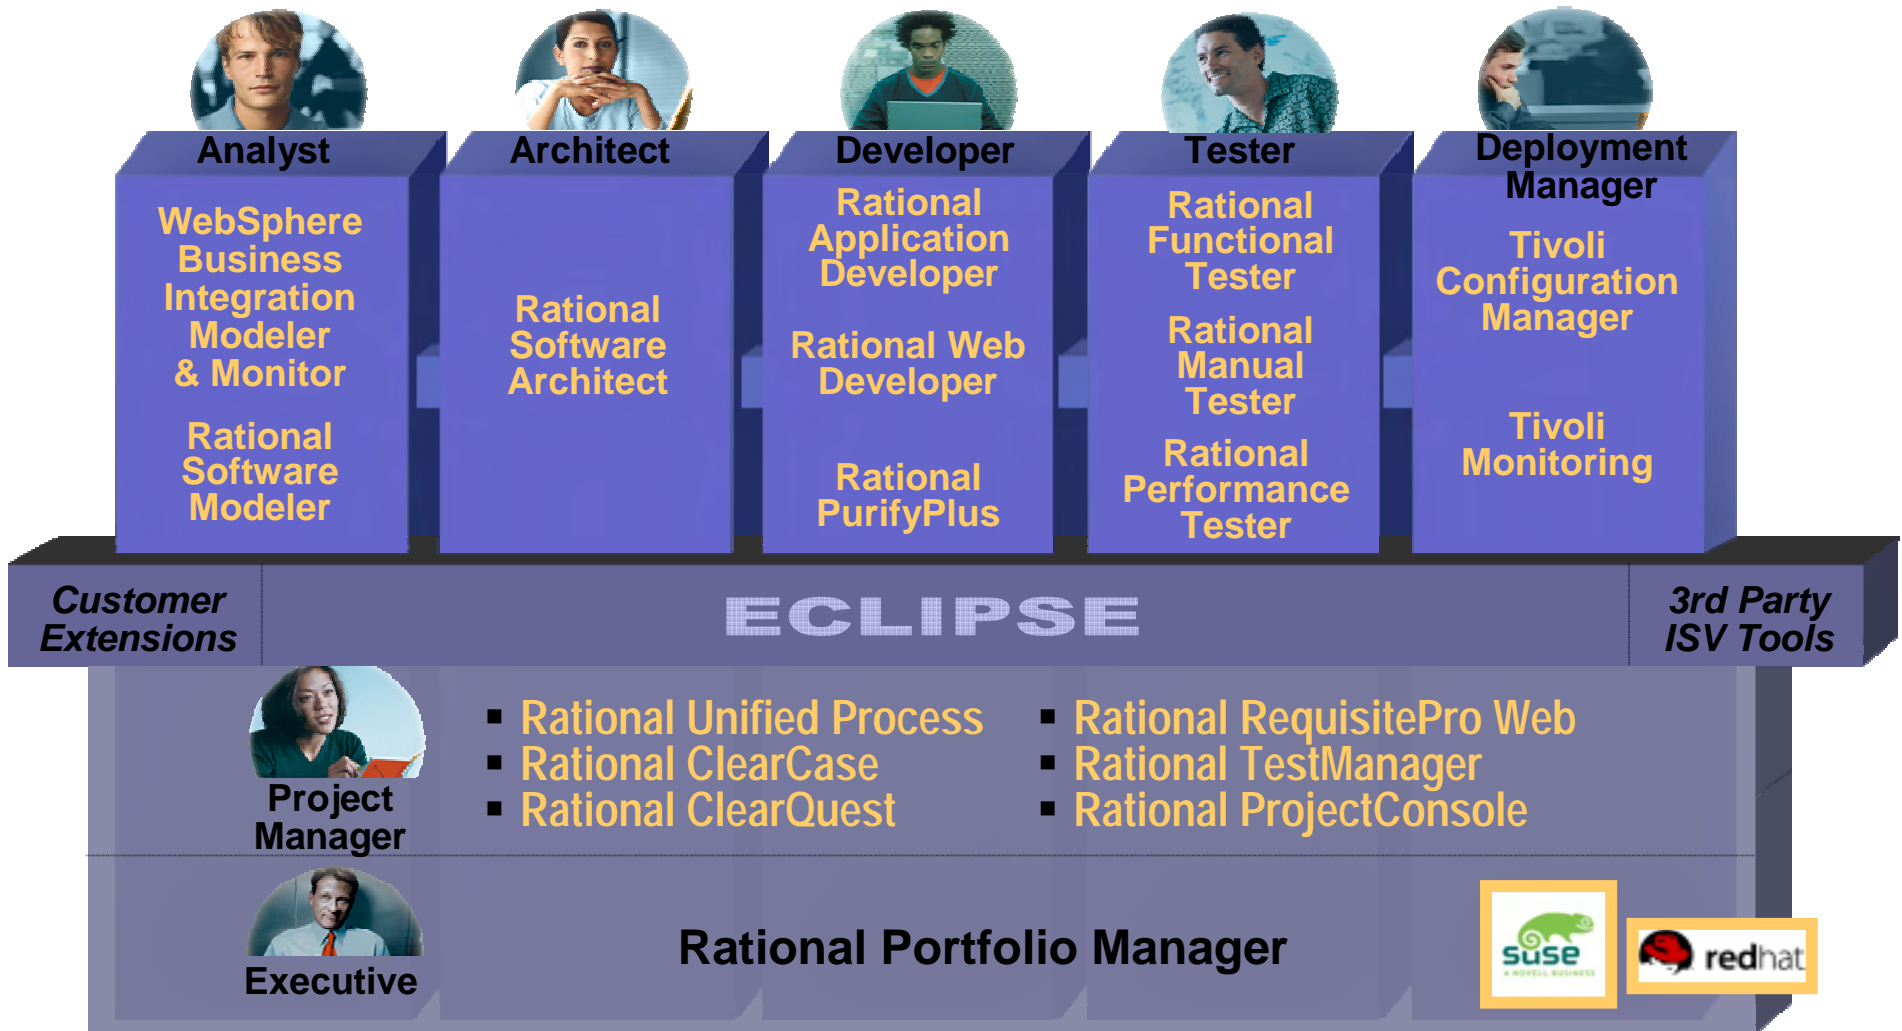 Analyst
WebSphere
Business
Integration
Modeler
& Monitor
Rational
Software
Modeler
Architect
Rational
Software
Architect
Developer
Rational
Application
Developer
Rational Web
Developer
Rational
PurifyPlus
Tester
Rational
Functional
Tester
Rational
Manual
Tester
Rational
Performance
Tester
Deployment
Manager
Tivoli
Configuration
Manager
Tivoli
Monitoring
Customer
Extensions
ECLIPSE
3rd Party
ISV Tools
Project
Manager
▪ Rational Unified Process
▪ Rational ClearCase
▪ Rational ClearQuest
▪ Rational RequisitePro Web
▪ Rational TestManager
▪ Rational ProjectConsole
Executive
Rational Portfolio Manager
SUSE
A NOVELL BUSINESS
redhat